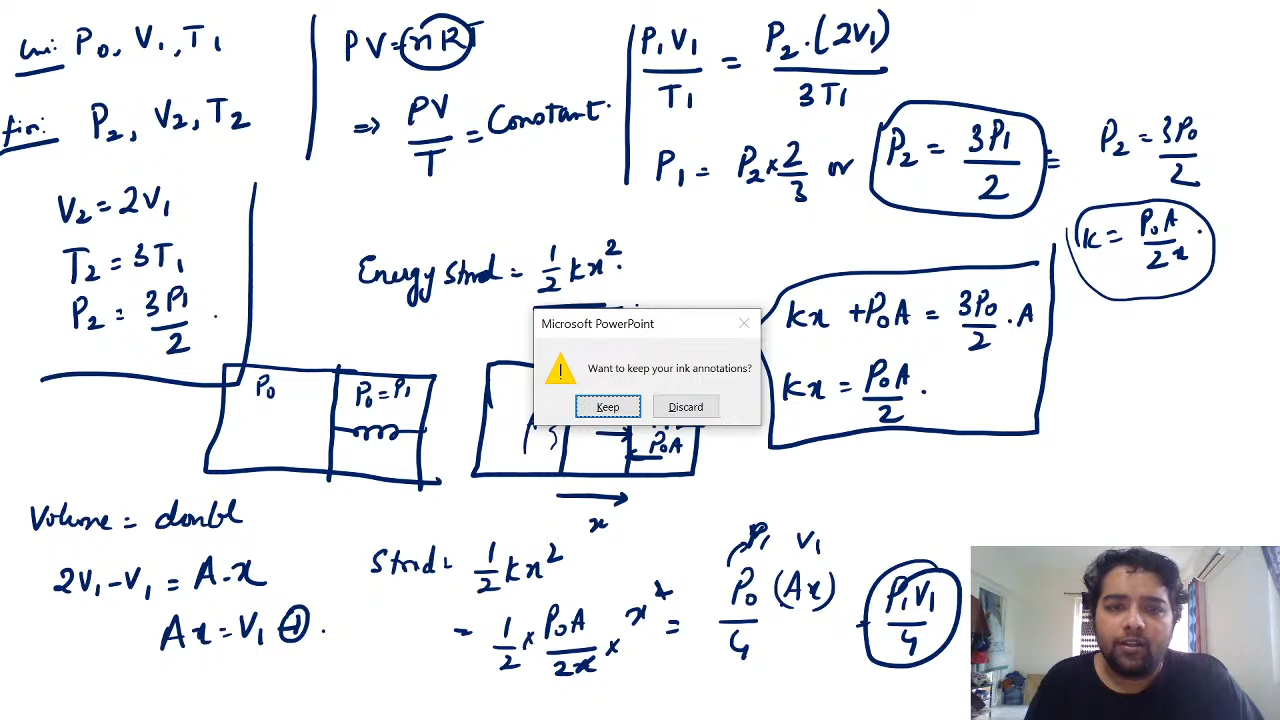 ini: P0, V1, T1
fin: P2, V2, T2
PV = nRT
⇒ PV/T = Constant.
P1V1/T1 = P2.(2V1)/3T1
P1 = P2 × 2/3 or P2 = 3P1/2 = P2 = 3P0/2
k = P0A/2x.
V2 = 2V1
T2 = 3T1
P2 = 3P1/2.
Energy stored = 1/2 kx².
kx + P0A = 3P0/2 . A
kx = P0A/2.
Microsoft PowerPoint
Want to keep your ink annotations?
Keep
Discard
P0
P0 = P1
P0A
x
Volume = doubl
2V1 - V1 = A.x
Ax = V1
Stord = 1/2 kx²
= 1/2 × P0A/2x × x² = P0/4 (Ax) = P1V1/4
P1 V1